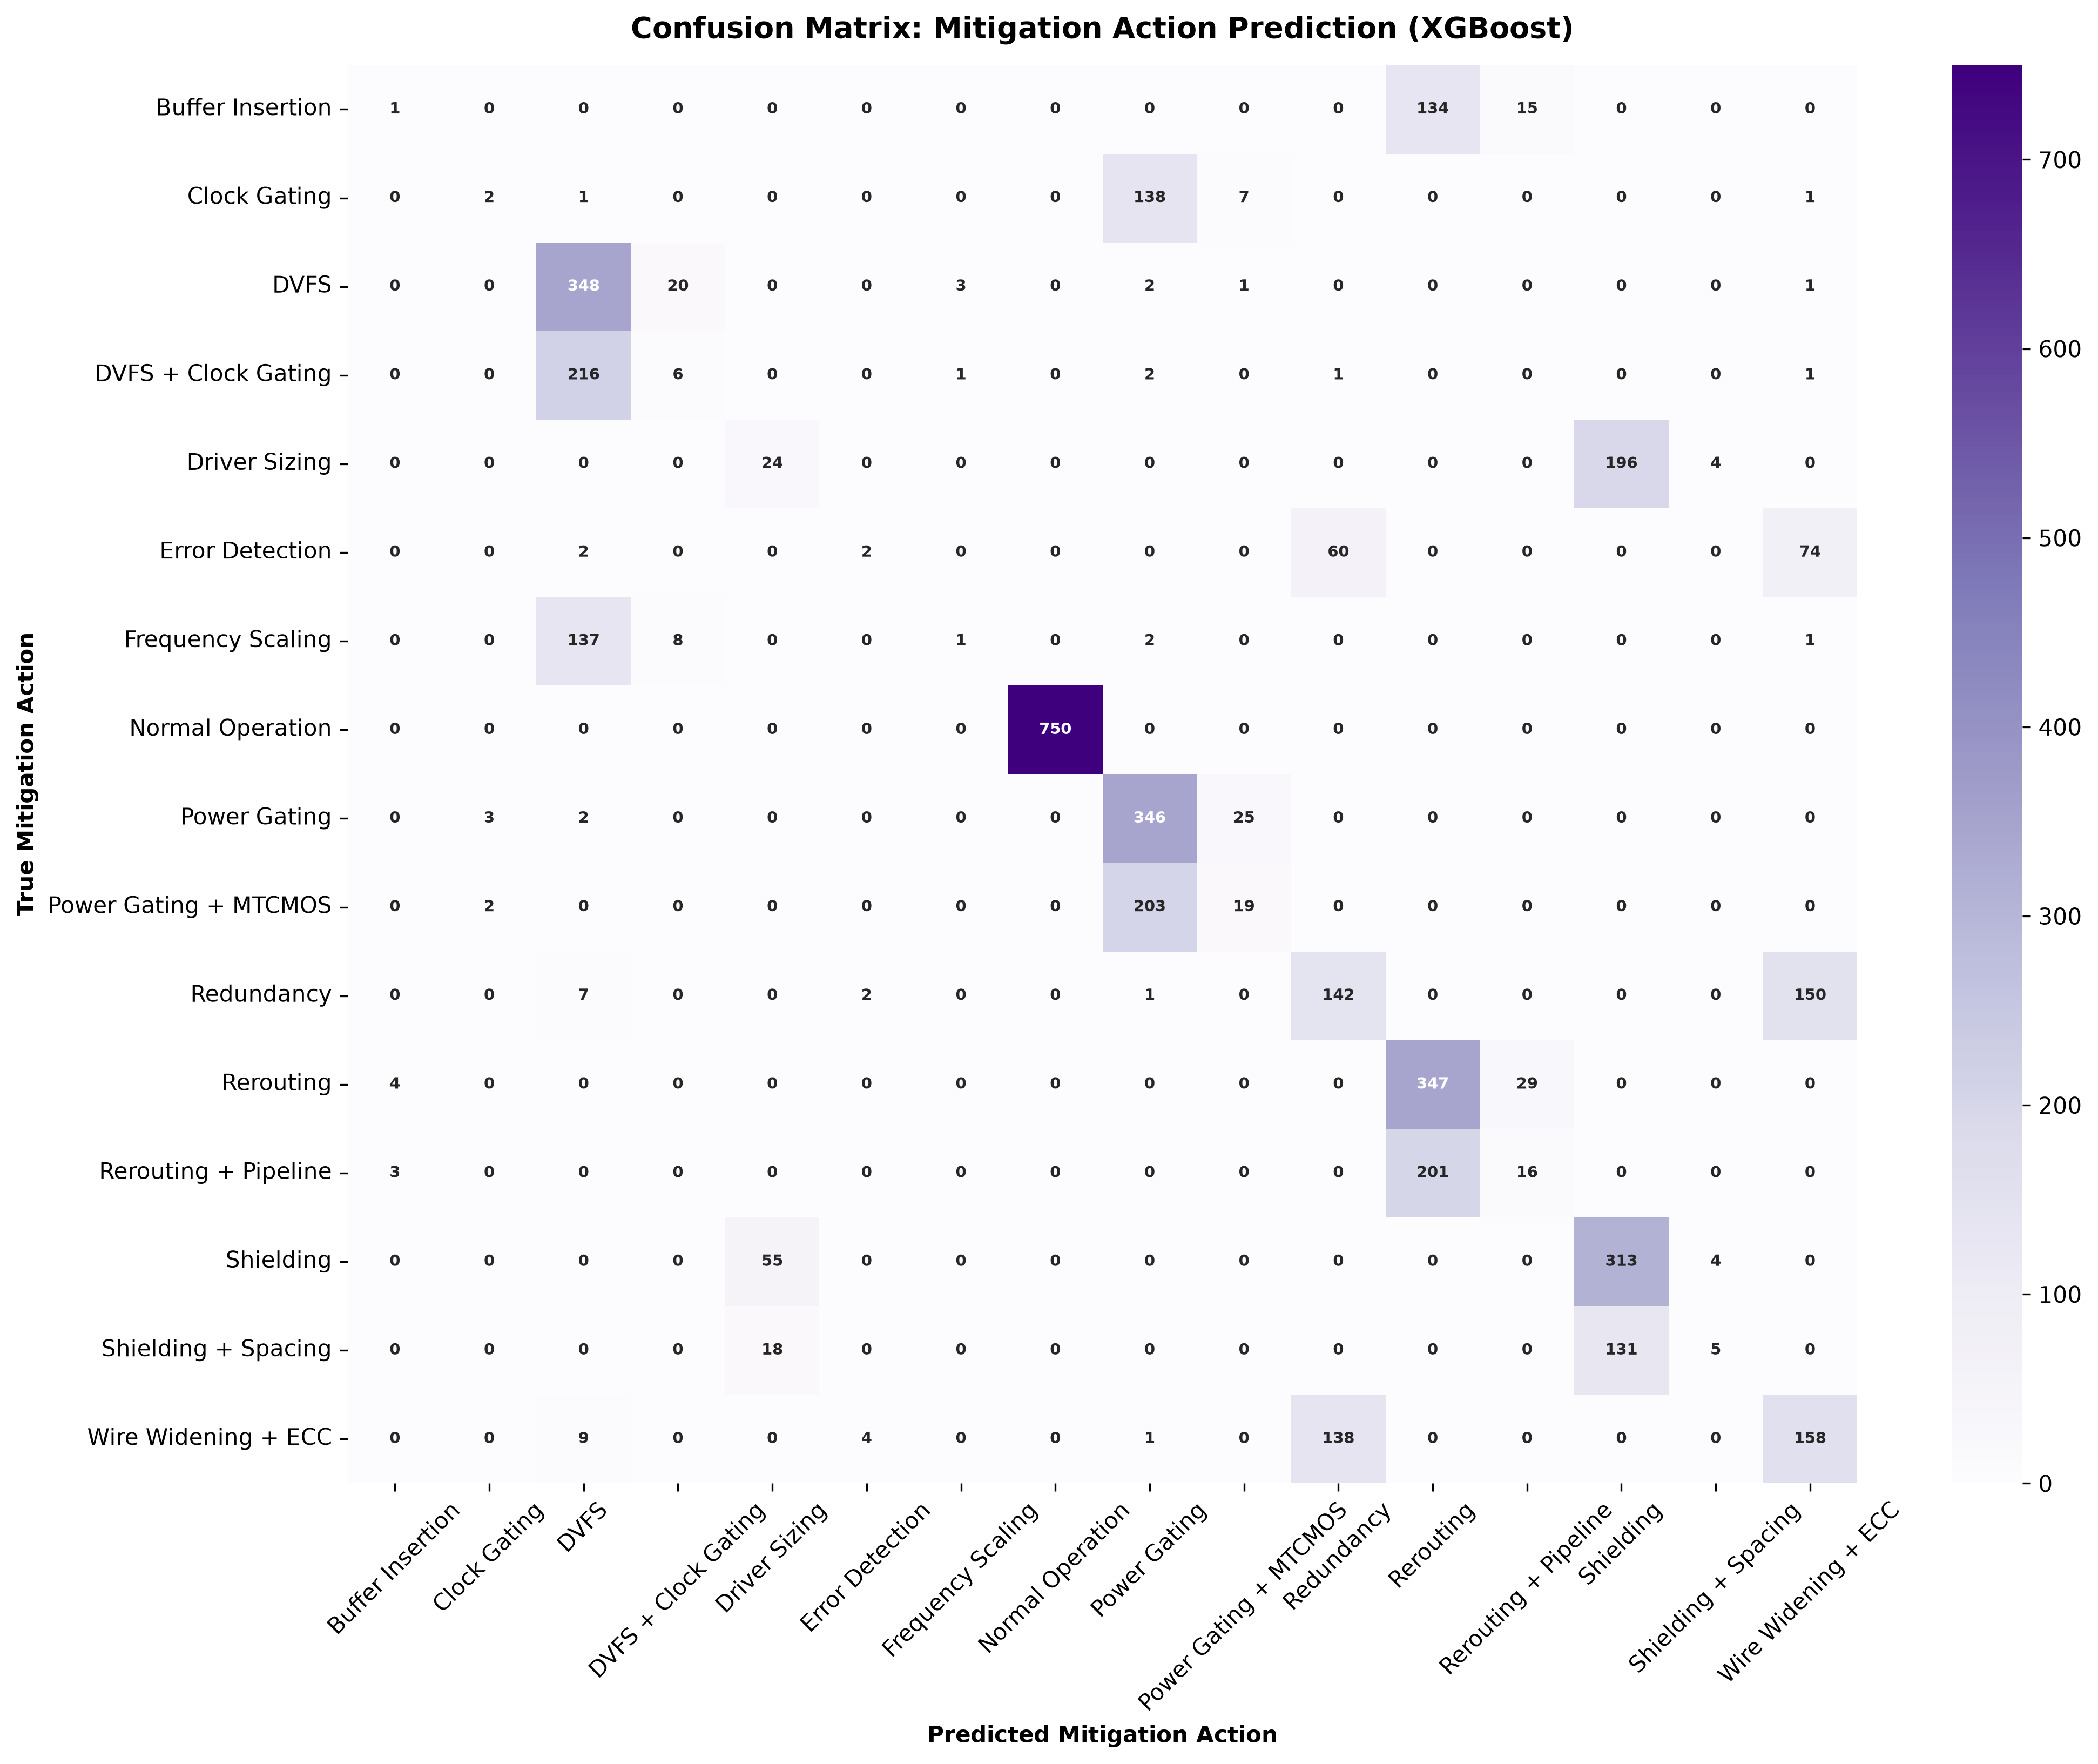 Confusion Matrix: Mitigation Action Prediction (XGBoost)
True Mitigation Action
Buffer Insertion 1 0 0 0 0 0 0 0 0 0 0 134 15 0 0 0
Clock Gating 0 2 1 0 0 0 0 0 138 7 0 0 0 0 0 1
DVFS 0 0 348 20 0 0 3 0 2 1 0 0 0 0 0 1
DVFS + Clock Gating 0 0 216 6 0 0 1 0 2 0 1 0 0 0 0 1
Driver Sizing 0 0 0 0 24 0 0 0 0 0 0 0 0 196 4 0
Error Detection 0 0 2 0 0 2 0 0 0 0 60 0 0 0 0 74
Frequency Scaling 0 0 137 8 0 0 1 0 2 0 0 0 0 0 0 1
Normal Operation 0 0 0 0 0 0 0 750 0 0 0 0 0 0 0 0
Power Gating 0 3 2 0 0 0 0 0 346 25 0 0 0 0 0 0
Power Gating + MTCMOS 0 2 0 0 0 0 0 0 203 19 0 0 0 0 0 0
Redundancy 0 0 7 0 0 2 0 0 1 0 142 0 0 0 0 150
Rerouting 4 0 0 0 0 0 0 0 0 0 0 347 29 0 0 0
Rerouting + Pipeline 3 0 0 0 0 0 0 0 0 0 0 201 16 0 0 0
Shielding 0 0 0 0 55 0 0 0 0 0 0 0 0 313 4 0
Shielding + Spacing 0 0 0 0 18 0 0 0 0 0 0 0 0 131 5 0
Wire Widening + ECC 0 0 9 0 0 4 0 0 1 0 138 0 0 0 0 158
Buffer Insertion
Clock Gating
DVFS
DVFS + Clock Gating
Driver Sizing
Error Detection
Frequency Scaling
Normal Operation
Power Gating
Power Gating + MTCMOS
Redundancy
Rerouting
Rerouting + Pipeline
Shielding
Shielding + Spacing
Wire Widening + ECC
Predicted Mitigation Action
700
600
500
400
300
200
100
0